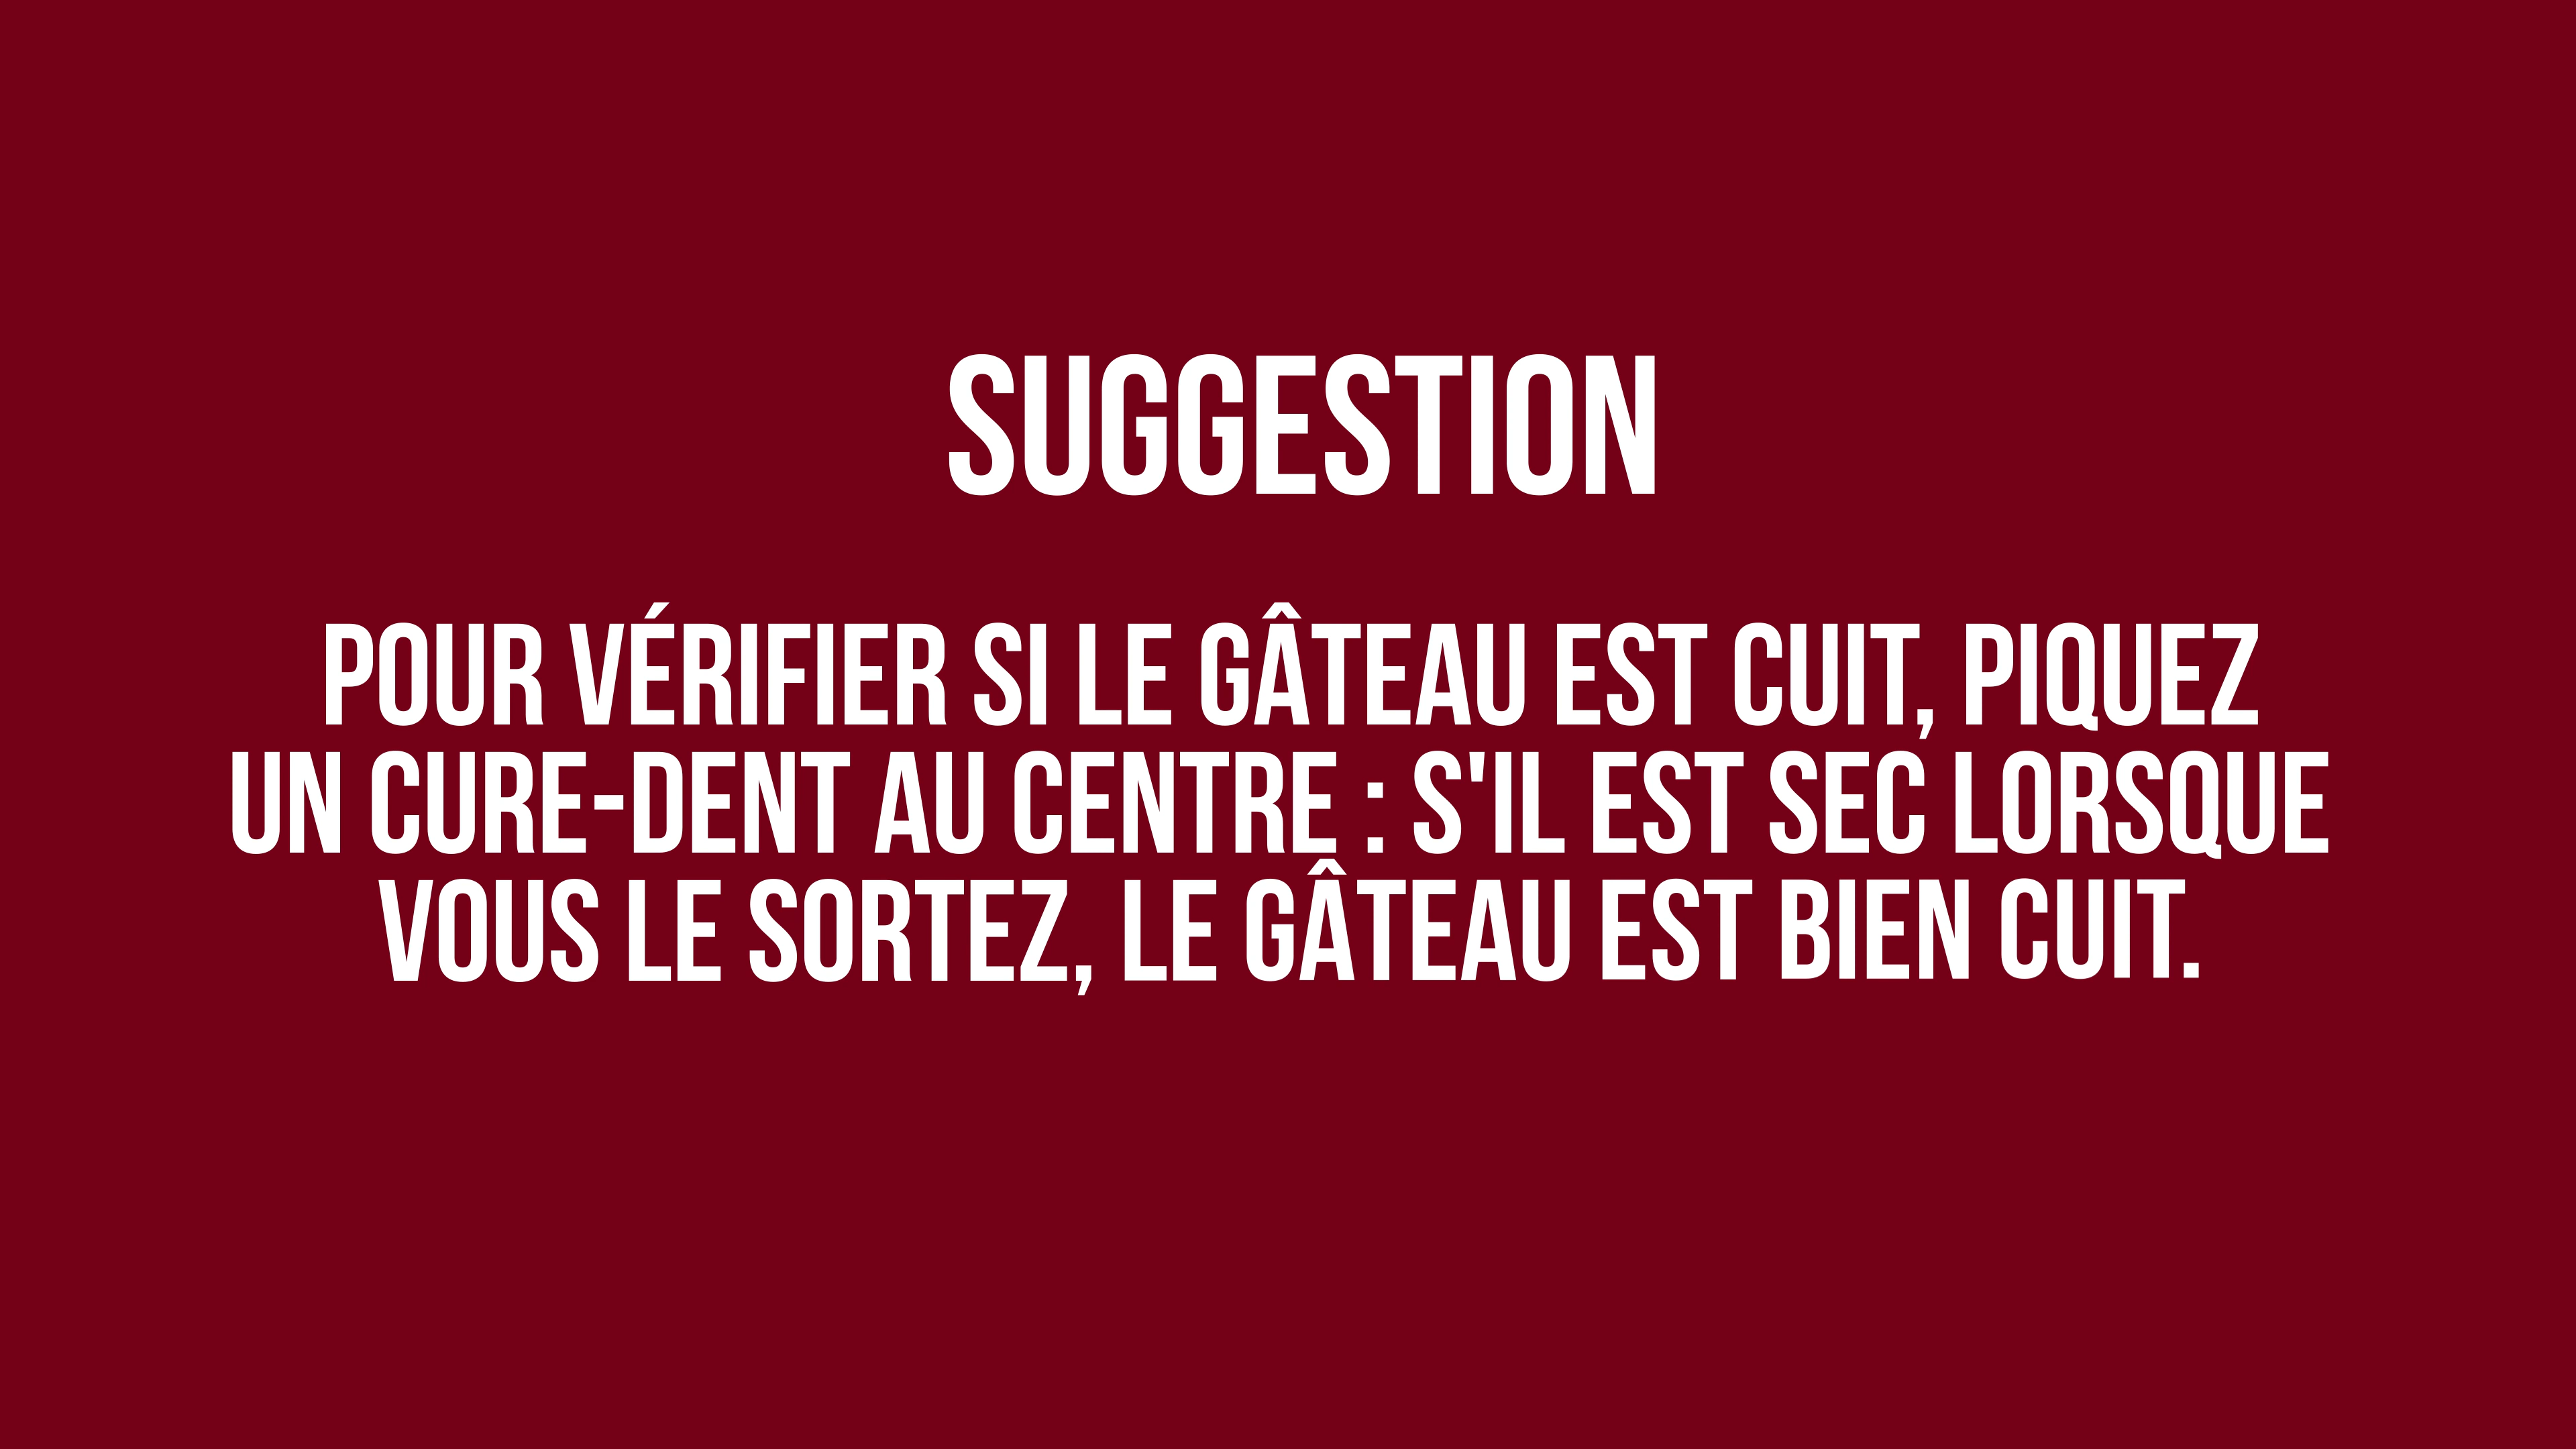 SUGGESTION
POUR VÉRIFIER SI LE GÂTEAU EST CUIT, PIQUEZ
UN CURE-DENT AU CENTRE : S'IL EST SEC LORSQUE
VOUS LE SORTEZ, LE GÂTEAU EST BIEN CUIT.